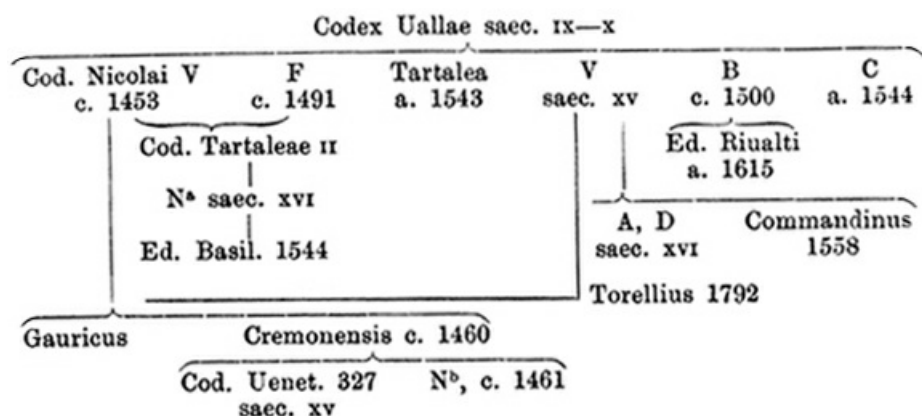 Codex Uallae saec. IX—X
Cod. Nicolai V F Tartalea V B C
c. 1453 c. 1491 a. 1543 saec. xv c. 1500 a. 1544
Cod. Tartaleae II Ed. Riualti
a. 1615
Nª saec. XVI
A, D Commandinus
Ed. Basil. 1544 saec. XVI 1558
Torellius 1792
Gauricus Cremonensis c. 1460
Cod. Uenet. 327 Nᵇ, c. 1461
saec. xv